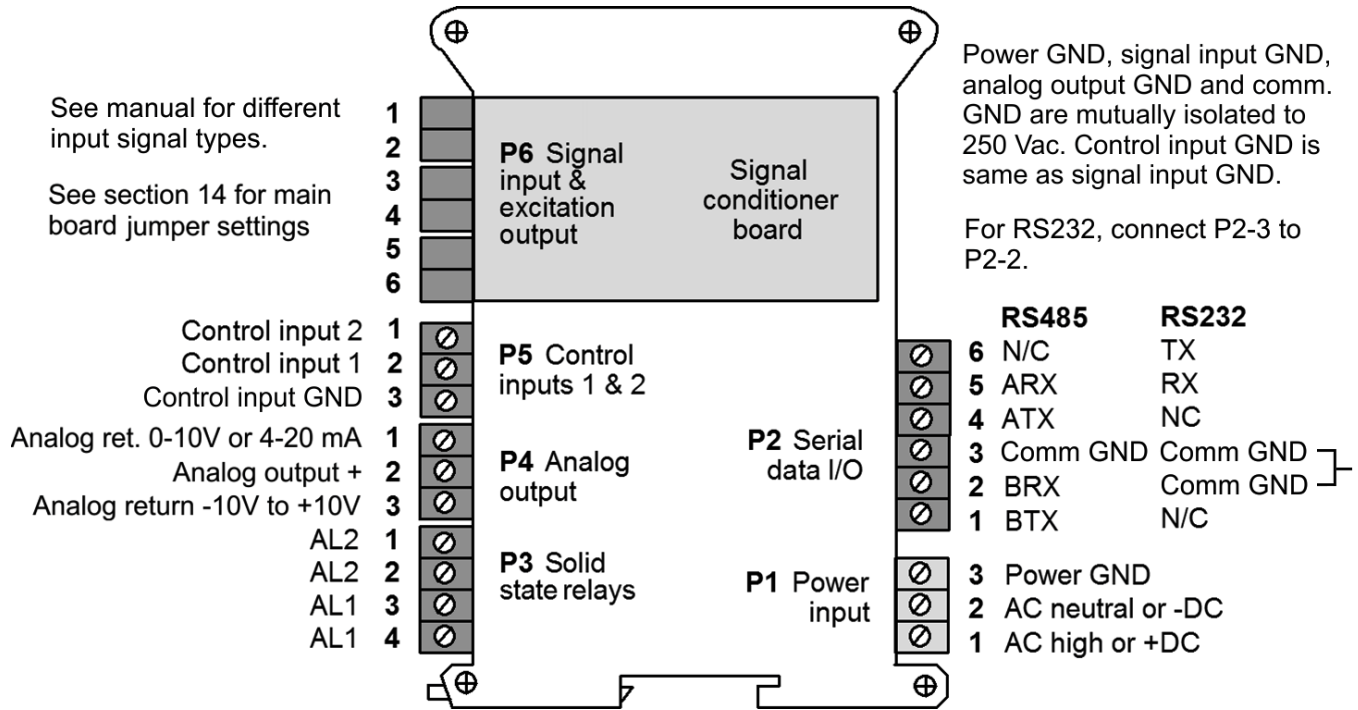 See manual for different
input signal types.
See section 14 for main
board jumper settings
1
2
3
4
5
6
P6 Signal
input &
excitation
output
Signal
conditioner
board
Power GND, signal input GND,
analog output GND and comm.
GND are mutually isolated to
250 Vac. Control input GND is
same as signal input GND.
For RS232, connect P2-3 to
P2-2.
Control input 2 1
Control input 1 2
Control input GND 3
P5 Control
inputs 1 & 2
Analog ret. 0-10V or 4-20 mA 1
Analog output + 2
Analog return -10V to +10V 3
P4 Analog
output
AL2 1
AL2 2
AL1 3
AL1 4
P3 Solid
state relays
P2 Serial
data I/O
RS485 RS232
6 N/C TX
5 ARX RX
4 ATX NC
3 Comm GND Comm GND
2 BRX Comm GND
1 BTX N/C
P1 Power
input
3 Power GND
2 AC neutral or -DC
1 AC high or +DC